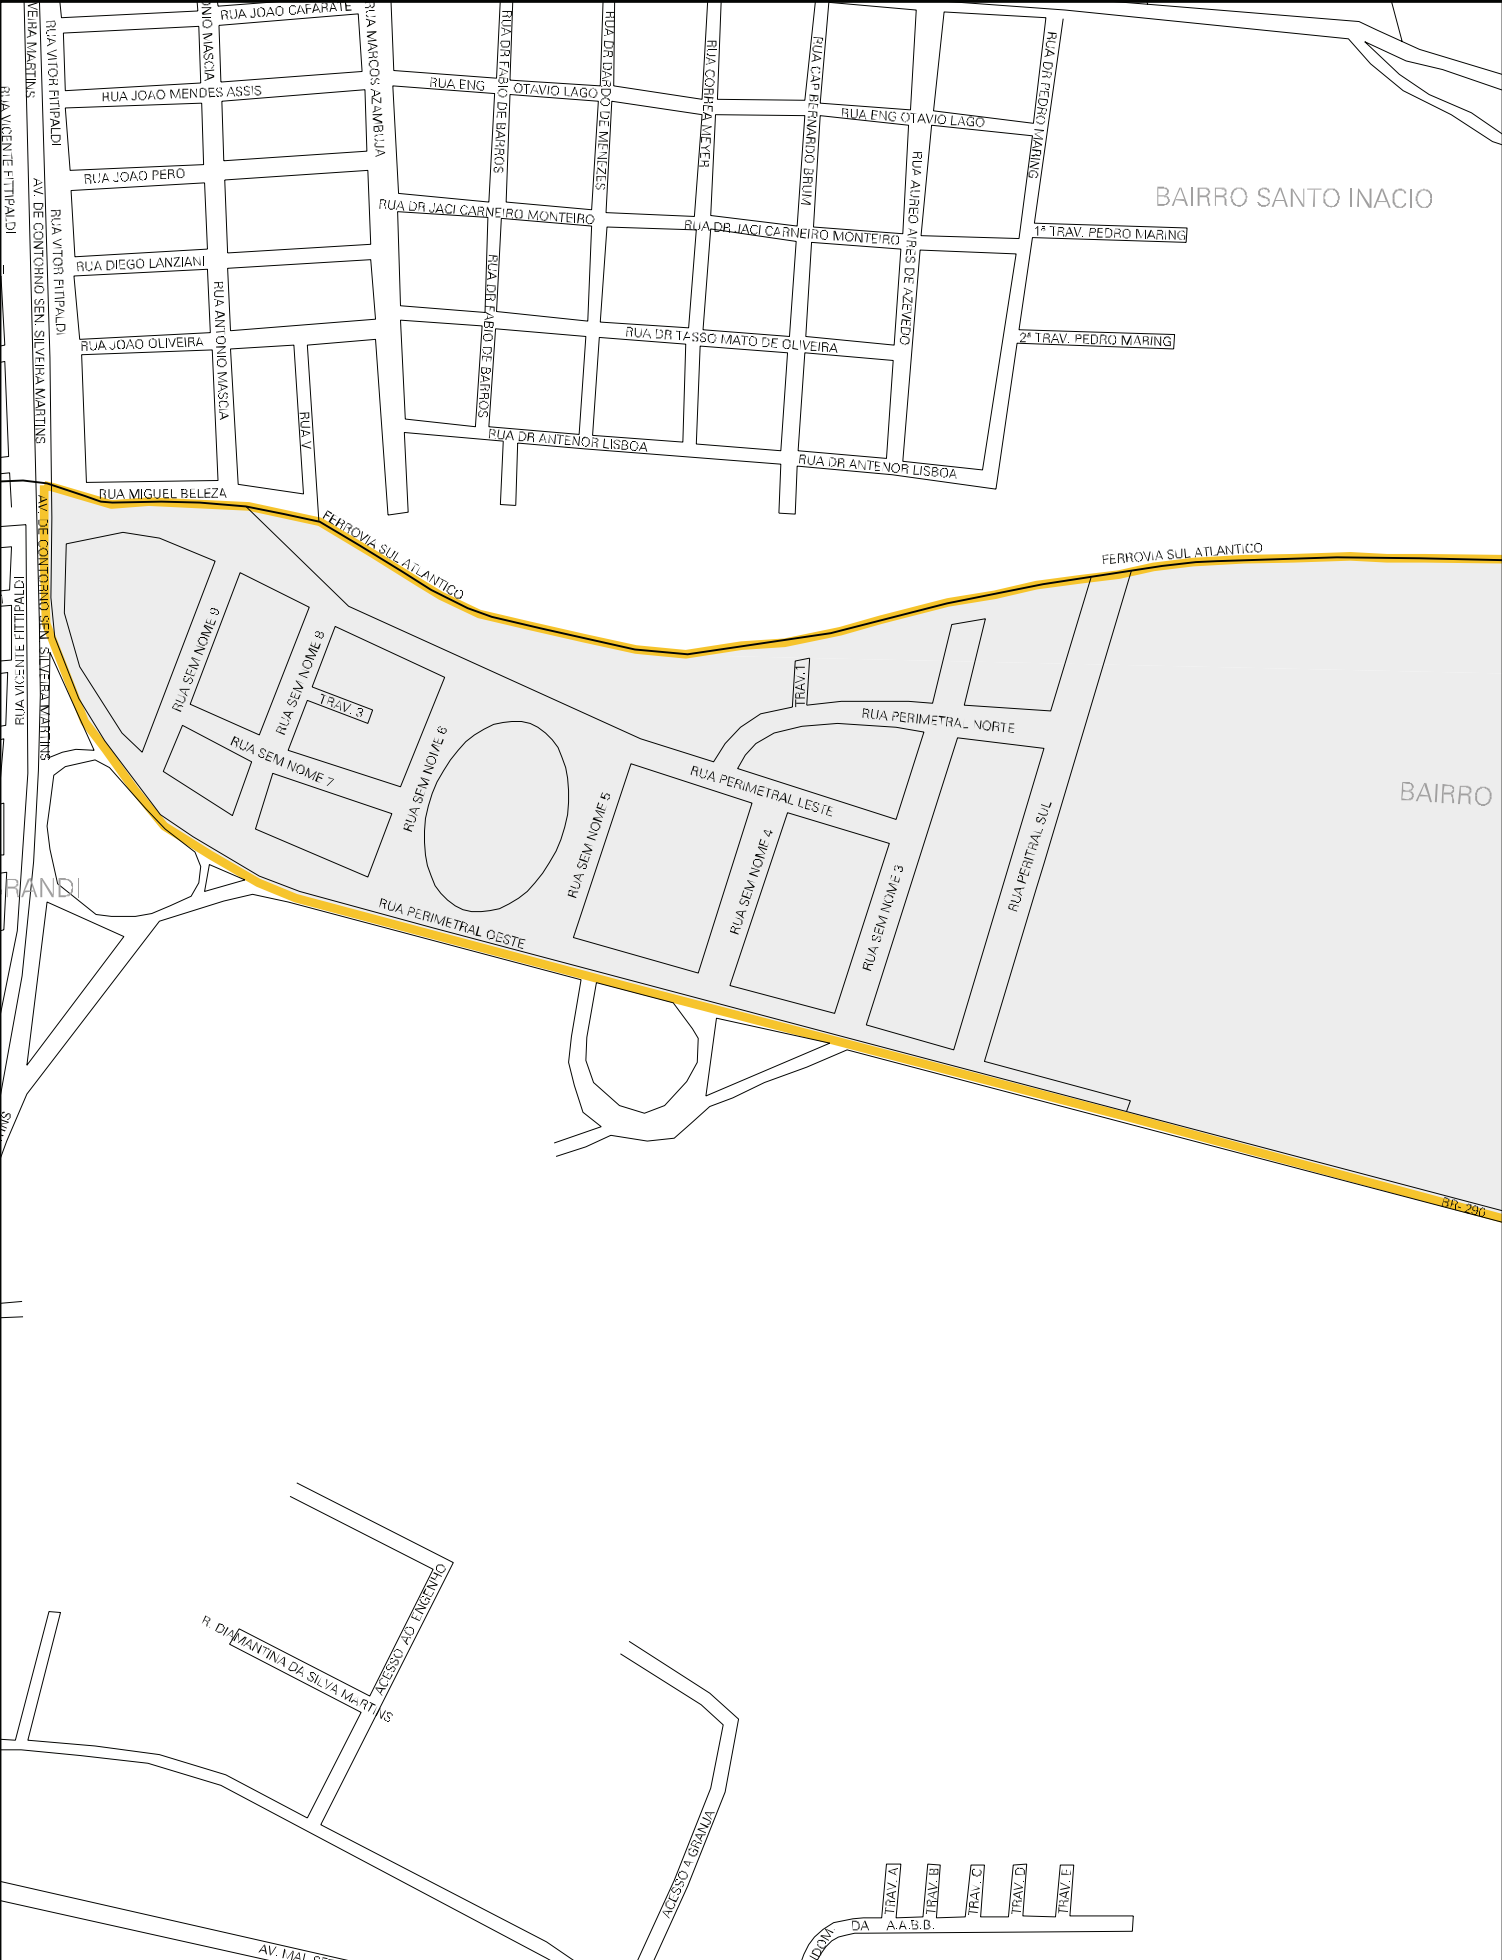 RUA JOAO CAFARATE
RUA VITOR FITIPALDI
RUA JOAO MENDES ASSIS
RUA MARCOS AZAMBUJA
RUA ENG OTAVIO LAGO
RUA DR FABIO DE BARROS
RUA DR DARDO DE MENEZES
RUA CORREA MEYER
RUA CAP BERNARDO BRUM
RUA ENG OTAVIO LAGO
RUA DR PEDRO MARING
RUA VICENTE FITTIPALDI
RUA JOAO PERO
AV. DE CONTORNO SEN. SILVEIRA MARTINS
RUA VITOR FITIPALDI
RUA AUREO AIRES DE AZEVEDO
BAIRRO SANTO INACIO
RUA DR JACI CARNEIRO MONTEIRO
RUA DR JACI CARNEIRO MONTEIRO
1ª TRAV. PEDRO MARING
RUA DIEGO LANZIANI
RUA ANTONIO MASCIA
RUA DR FABIO DE BARROS
RUA DR TASSO MATO DE OLIVEIRA
2ª TRAV. PEDRO MARING
RUA JOAO OLIVEIRA
RUA V
RUA DR ANTENOR LISBOA
RUA DR ANTENOR LISBOA
RUA MIGUEL BELEZA
AV. DE CONTORNO SEN. SILVEIRA MARTINS
FERROVIA SUL ATLANTICO
FERROVIA SUL ATLANTICO
RUA VICENTE FITTIPALDI
RUA SEM NOME 9
RUA SEM NOME 8
TRAV. 3
TRAV.1
RUA PERIMETRAL NORTE
RUA SEM NOME 7
RUA SEM NOME 6
RUA PERIMETRAL LESTE
RUA SEM NOME 5
RUA SEM NOME 4
RUA SEM NOME 3
RUA PERITRAL SUL
BAIRRO
RANDI
RUA PERIMETRAL OESTE
BR- 290
ACESSO AO ENGENHO
R. DIAMANTINA DA SILVA MARTINS
ACESSO A GRANJA
TRAV. A
TRAV. B
TRAV. C
TRAV. D
TRAV. E
DA A.A.B.B.
AV. MAL